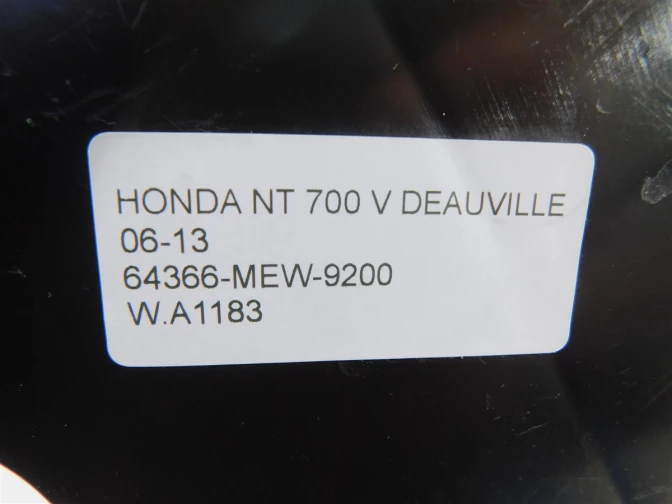 HONDA NT 700 V DEAUVILLE
06-13
64366-MEW-9200
W.A1183